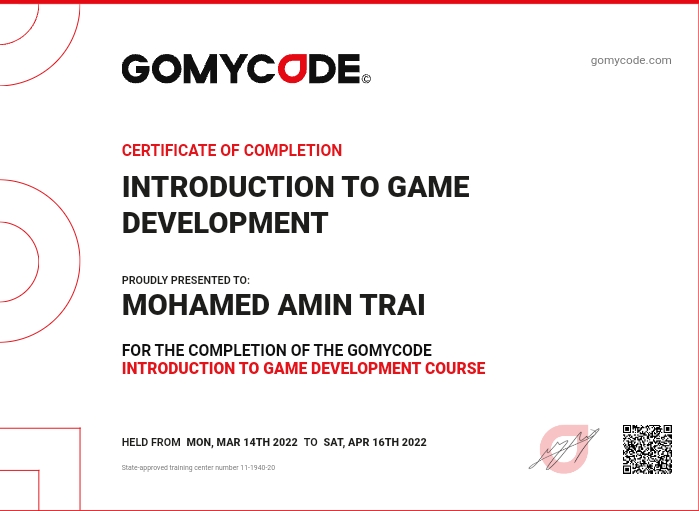 GOMYCODE©
gomycode.com
CERTIFICATE OF COMPLETION
INTRODUCTION TO GAME
DEVELOPMENT
PROUDLY PRESENTED TO:
MOHAMED AMIN TRAI
FOR THE COMPLETION OF THE GOMYCODE
INTRODUCTION TO GAME DEVELOPMENT COURSE
HELD FROM MON, MAR 14TH 2022 TO SAT, APR 16TH 2022
State-approved training center number 11-1940-20